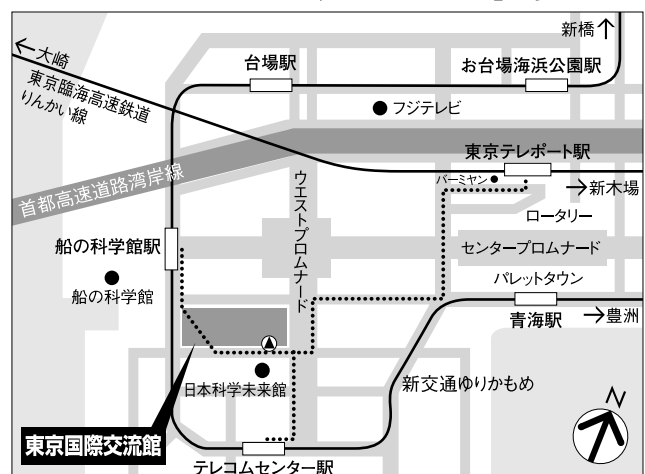 新橋↑
←大崎
東京臨海高速鉄道
りんかい線
台場駅
お台場海浜公園駅
フジテレビ
東京テレポート駅
バーミヤン
→新木場
首都高速道路湾岸線
ウエストプロムナード
ロータリー
船の科学館駅
センタープロムナード
船の科学館
パレットタウン
青海駅
→豊洲
日本科学未来館
新交通ゆりかもめ
東京国際交流館
テレコムセンター駅
N